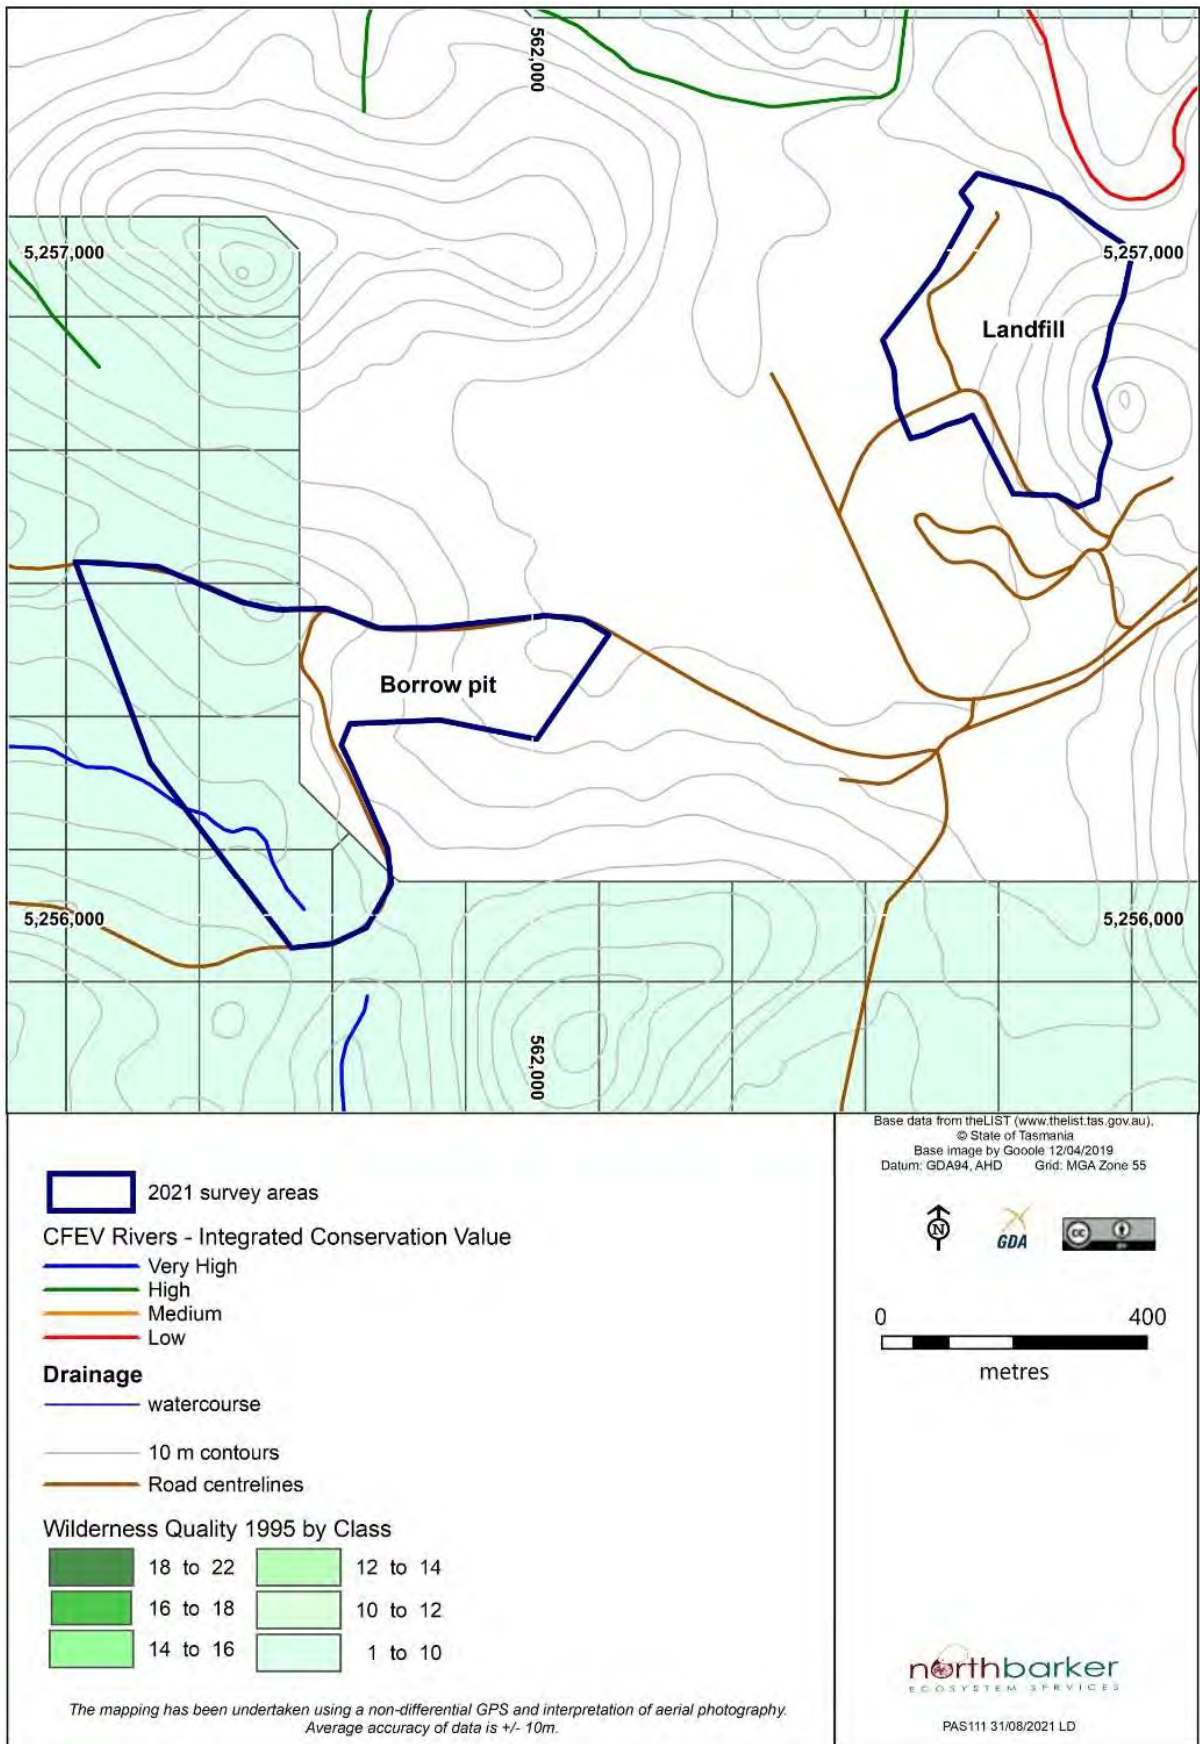 562,000
5,257,000
5,257,000
Landfill
Borrow pit
5,256,000
5,256,000
562,000
2021 survey areas
CFEV Rivers - Integrated Conservation Value
Very High
High
Medium
Low
Drainage
watercourse
10 m contours
Road centrelines
Wilderness Quality 1995 by Class
18 to 22
12 to 14
16 to 18
10 to 12
14 to 16
1 to 10
The mapping has been undertaken using a non-differential GPS and interpretation of aerial photography.
Average accuracy of data is +/- 10m.
Base data from theLIST (www.thelist.tas.gov.au),
© State of Tasmania
Base image by Gooole 12/04/2019
Datum: GDA94, AHD Grid: MGA Zone 55
N
GDA
cc
0 400
metres
northbarker
ECOSYSTEM SERVICES
PAS111 31/08/2021 LD